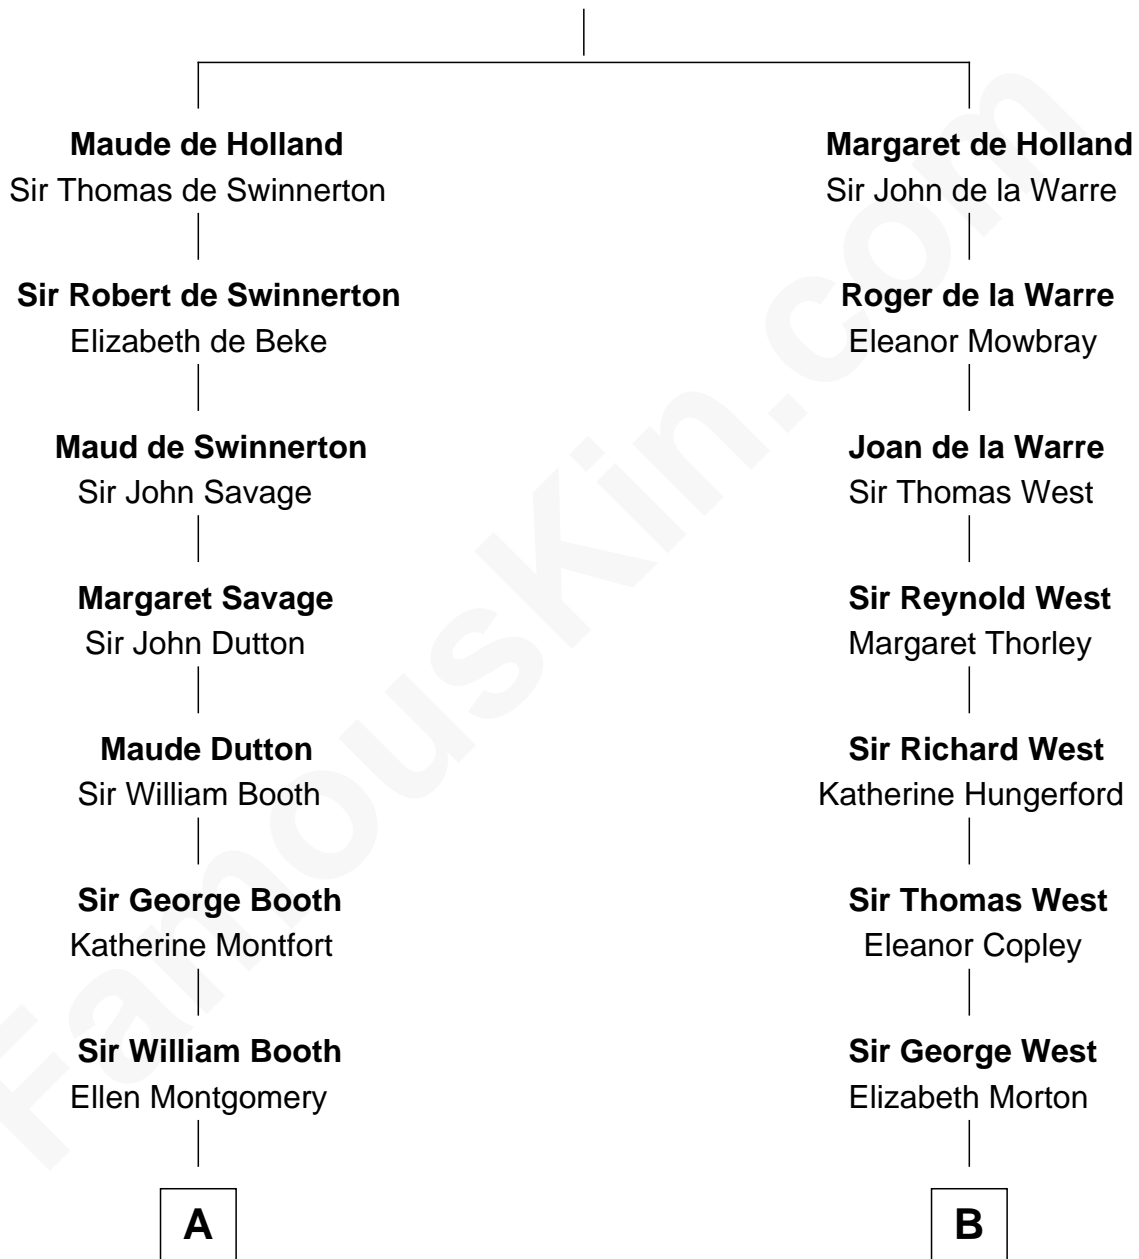 Maude de Holland
Sir Thomas de Swinnerton
Sir Robert de Swinnerton
Elizabeth de Beke
Maud de Swinnerton
Sir John Savage
Margaret Savage
Sir John Dutton
Maude Dutton
Sir William Booth
Sir George Booth
Katherine Montfort
Sir William Booth
Ellen Montgomery
A
Margaret de Holland
Sir John de la Warre
Roger de la Warre
Eleanor Mowbray
Joan de la Warre
Sir Thomas West
Sir Reynold West
Margaret Thorley
Sir Richard West
Katherine Hungerford
Sir Thomas West
Eleanor Copley
Sir George West
Elizabeth Morton
B
FamousKin.com